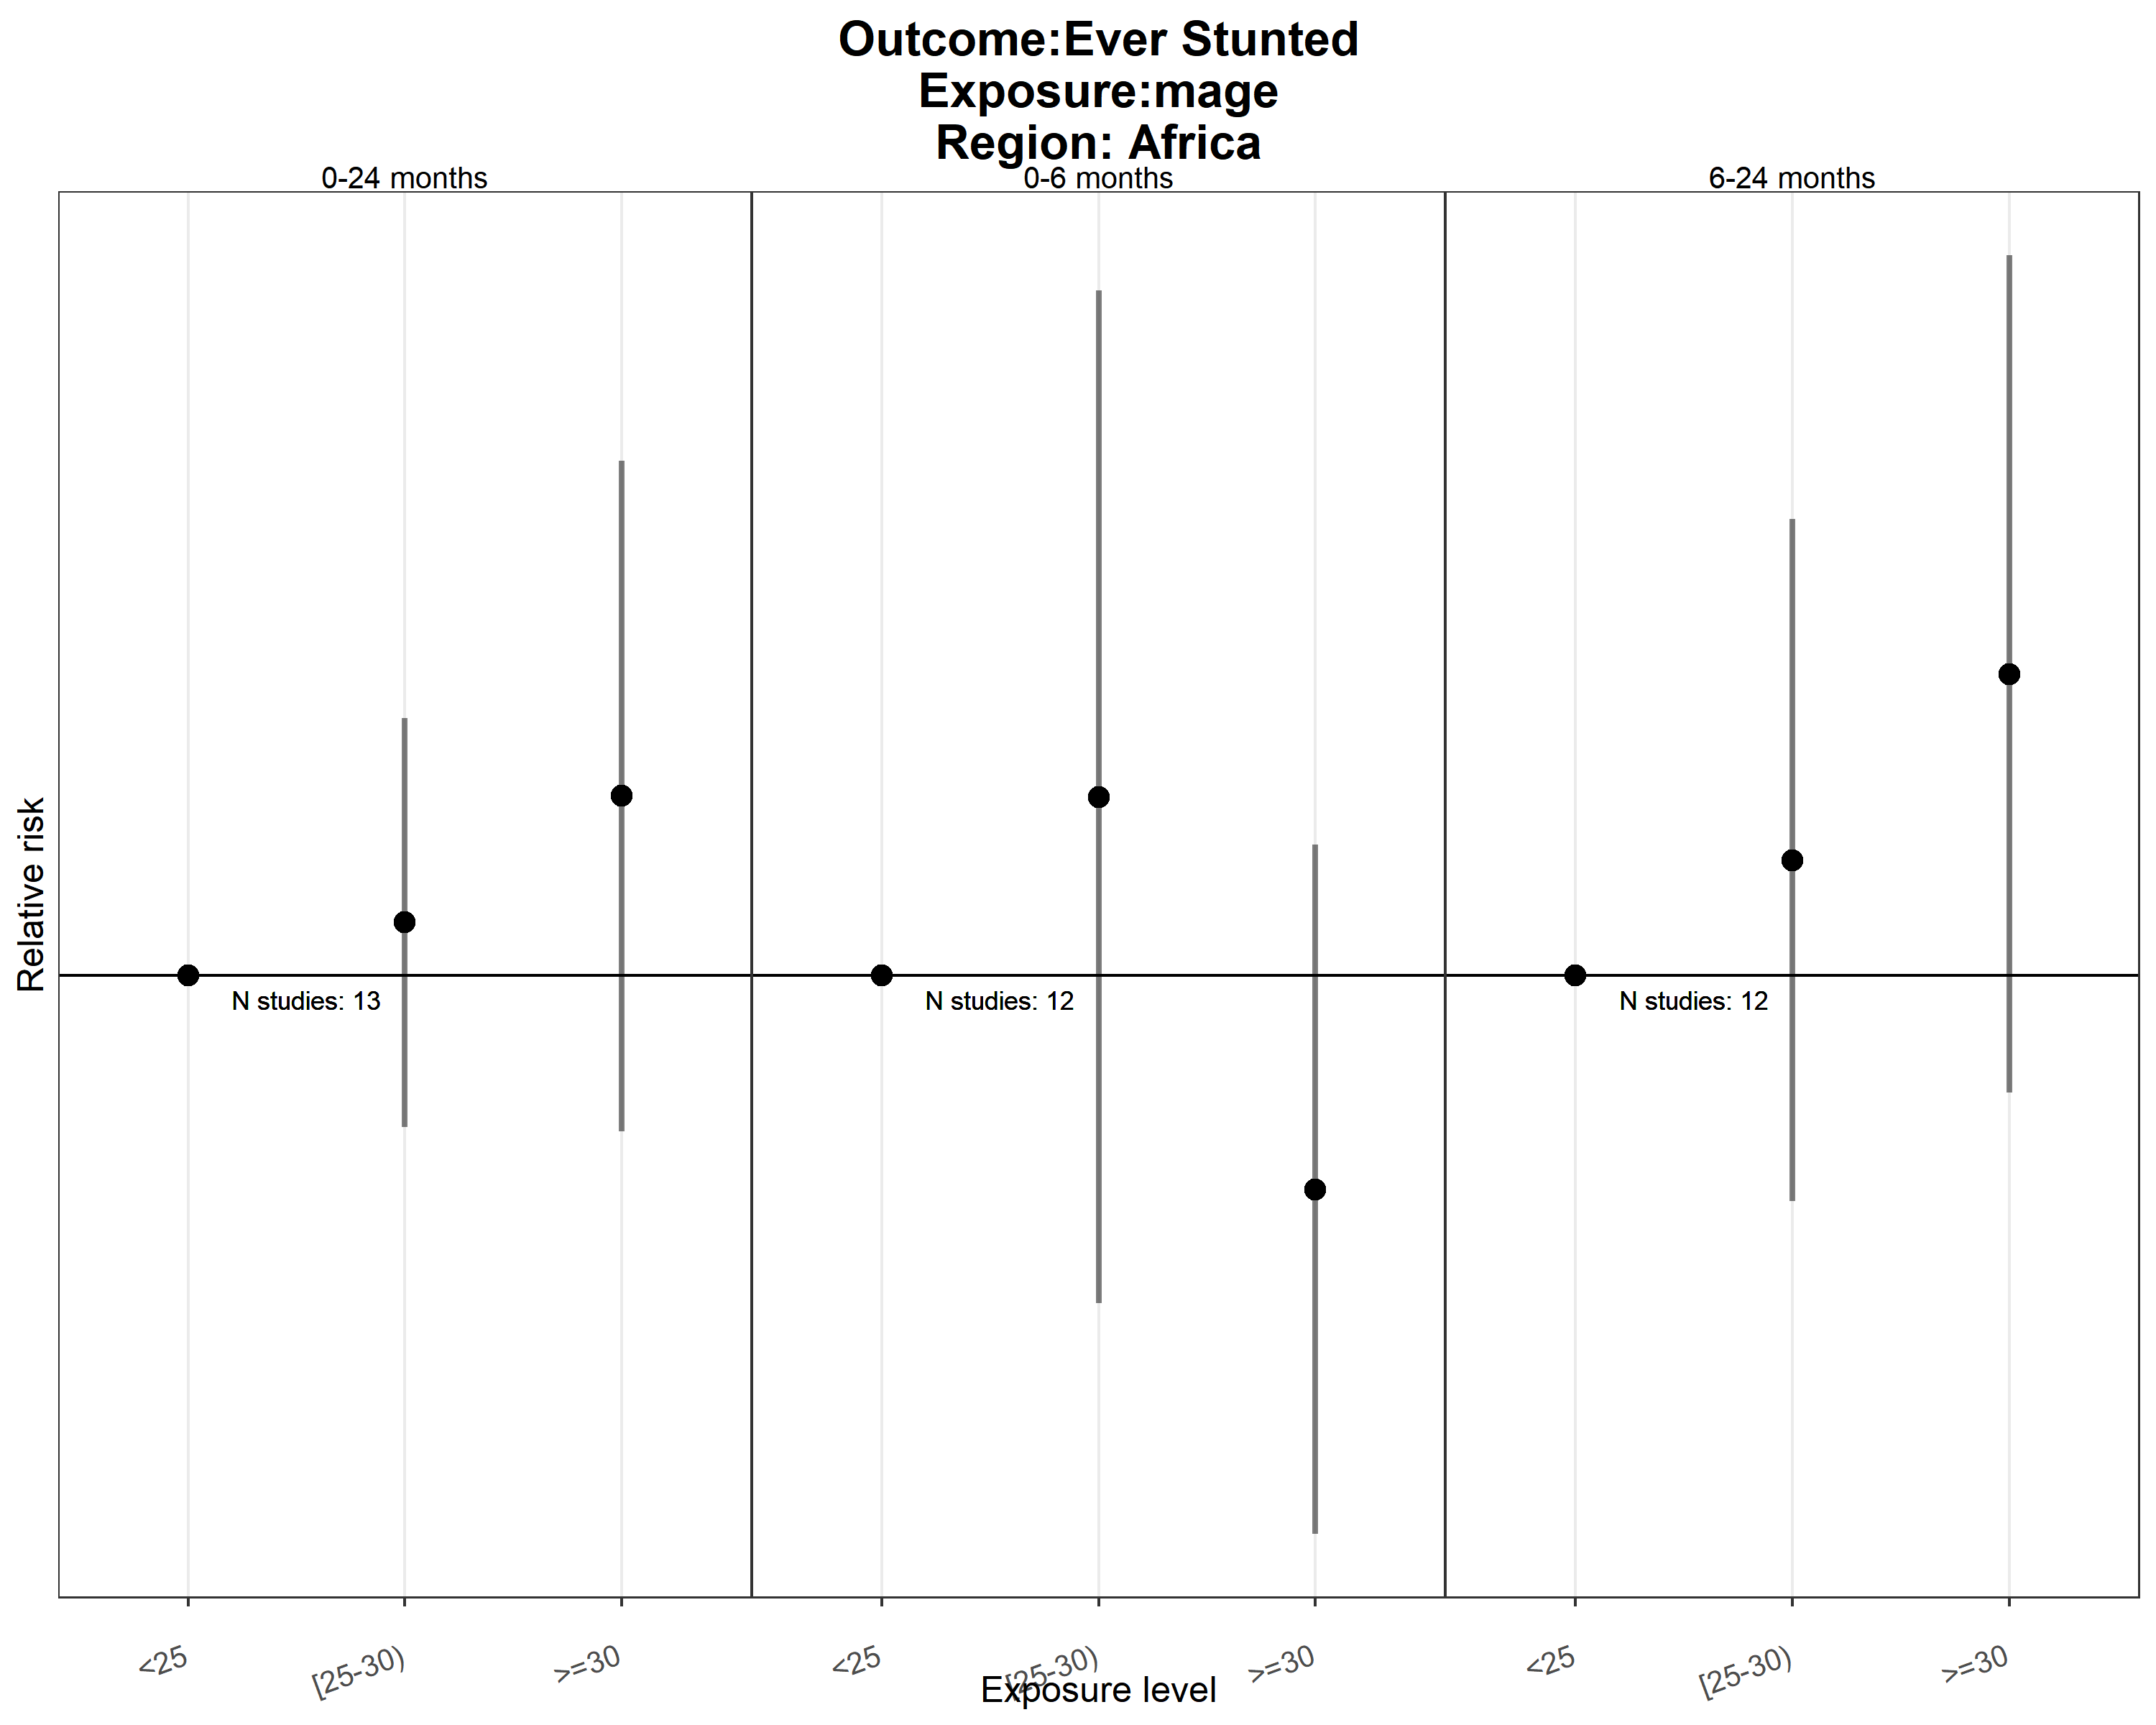 Outcome:Ever Stunted
Exposure:mage
Region: Africa
0-24 months
0-6 months
6-24 months
Relative risk
N studies: 13
N studies: 12
N studies: 12
<25
[25-30)
>=30
<25
[25-30)
>=30
<25
[25-30)
>=30
Exposure level